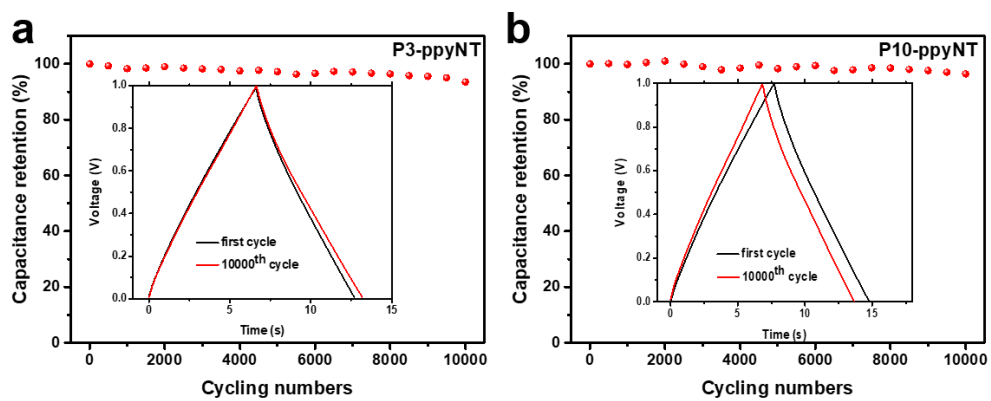 a
P3-ppyNT
Capacitance retention (%)
100
80
60
40
20
0
0 2000 4000 6000 8000 10000
Cycling numbers
Voltage (V)
0.8
0.6
0.4
0.2
0.0
0 5 10 15
Time (s)
first cycle
10000th cycle
b
P10-ppyNT
Capacitance retention (%)
100
80
60
40
20
0
0 2000 4000 6000 8000 10000
Cycling numbers
Voltage (V)
1.0
0.8
0.6
0.4
0.2
0.0
0 5 10 15
Time (s)
first cycle
10000th cycle